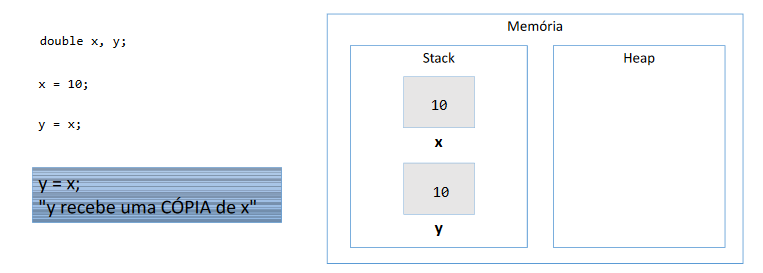 double x, y;
x = 10;
y = x;
y = x;
"y recebe uma CÓPIA de x"
Memória
Stack
10
x
10
y
Heap